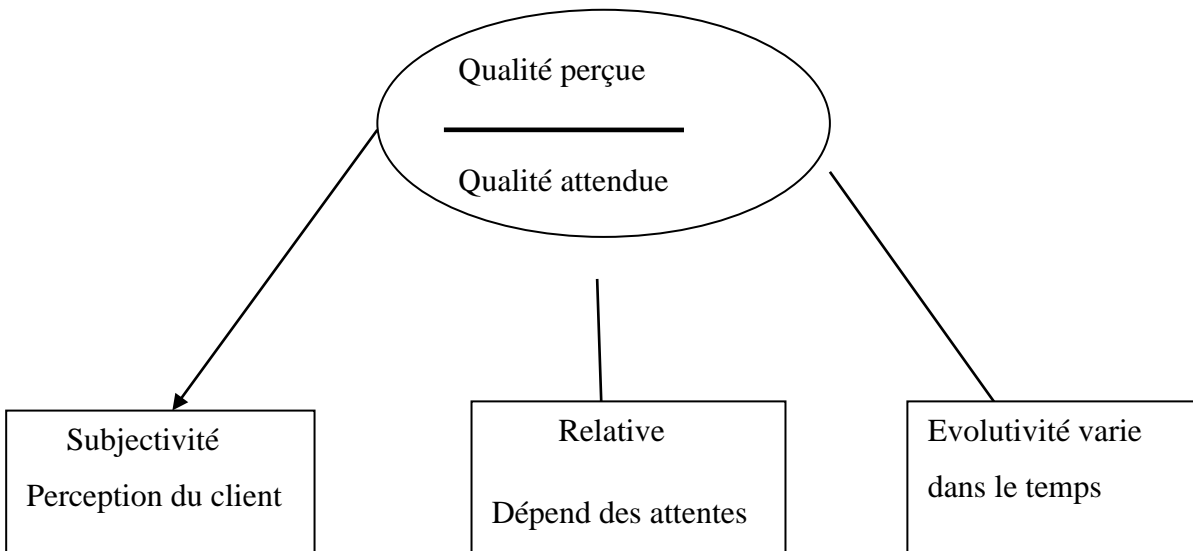 Qualité perçue
Qualité attendue
Subjectivité
Perception du client
Relative
Dépend des attentes
Evolutivité varie
dans le temps